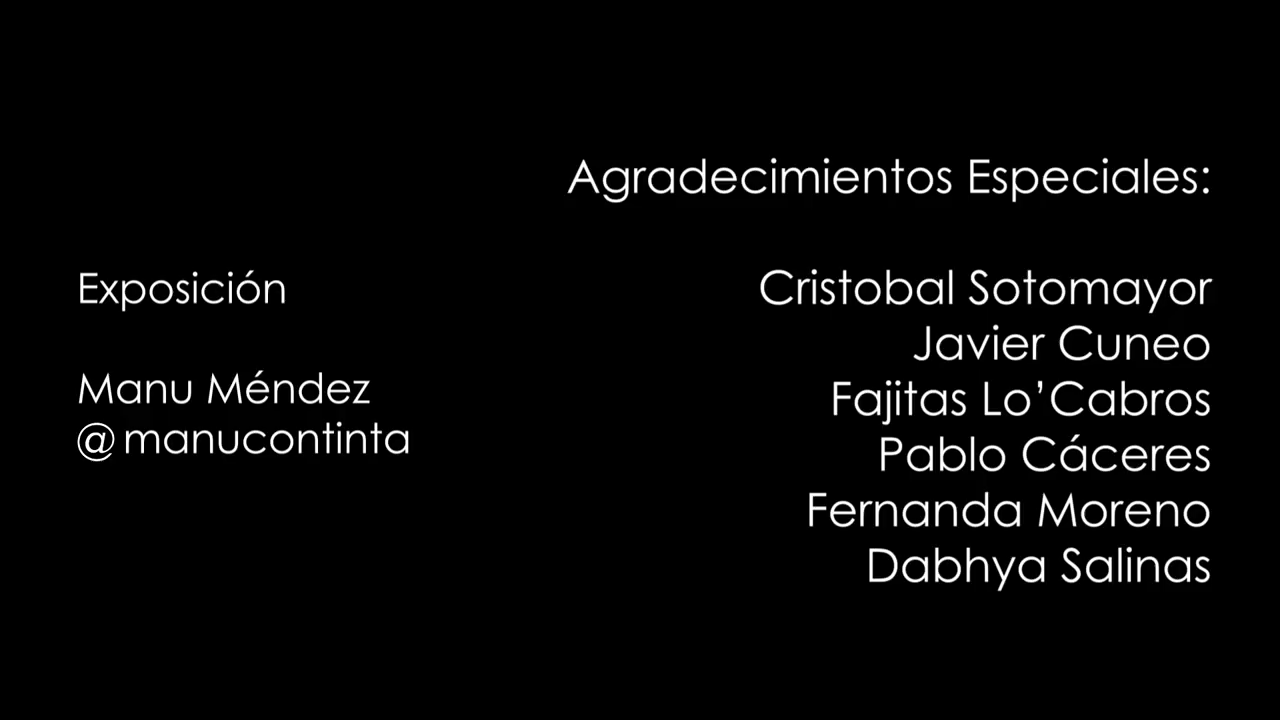 Exposición
Manu Méndez
@manucontinta
Agradecimientos Especiales:
Cristobal Sotomayor
Javier Cuneo
Fajitas Lo’Cabros
Pablo Cáceres
Fernanda Moreno
Dabhya Salinas